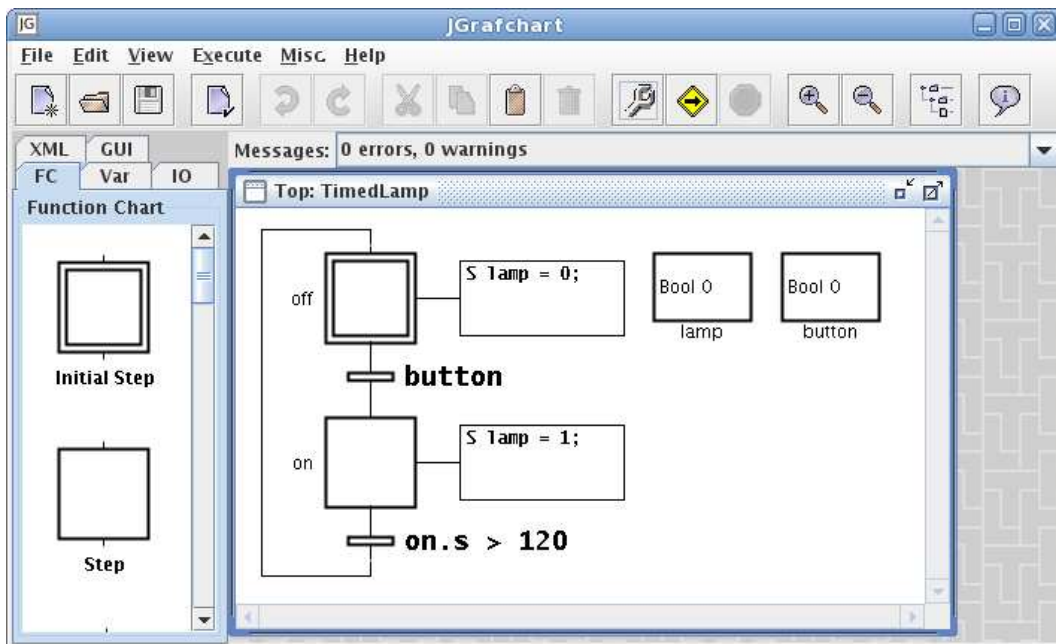 JG JGrafchart
File Edit View Execute Misc. Help
XML GUI
Messages: 0 errors, 0 warnings
FC Var IO
Function Chart
Initial Step
Step
Top: TimedLamp
off
S lamp = 0;
Bool 0
lamp
Bool 0
button
button
on
S lamp = 1;
on.s > 120